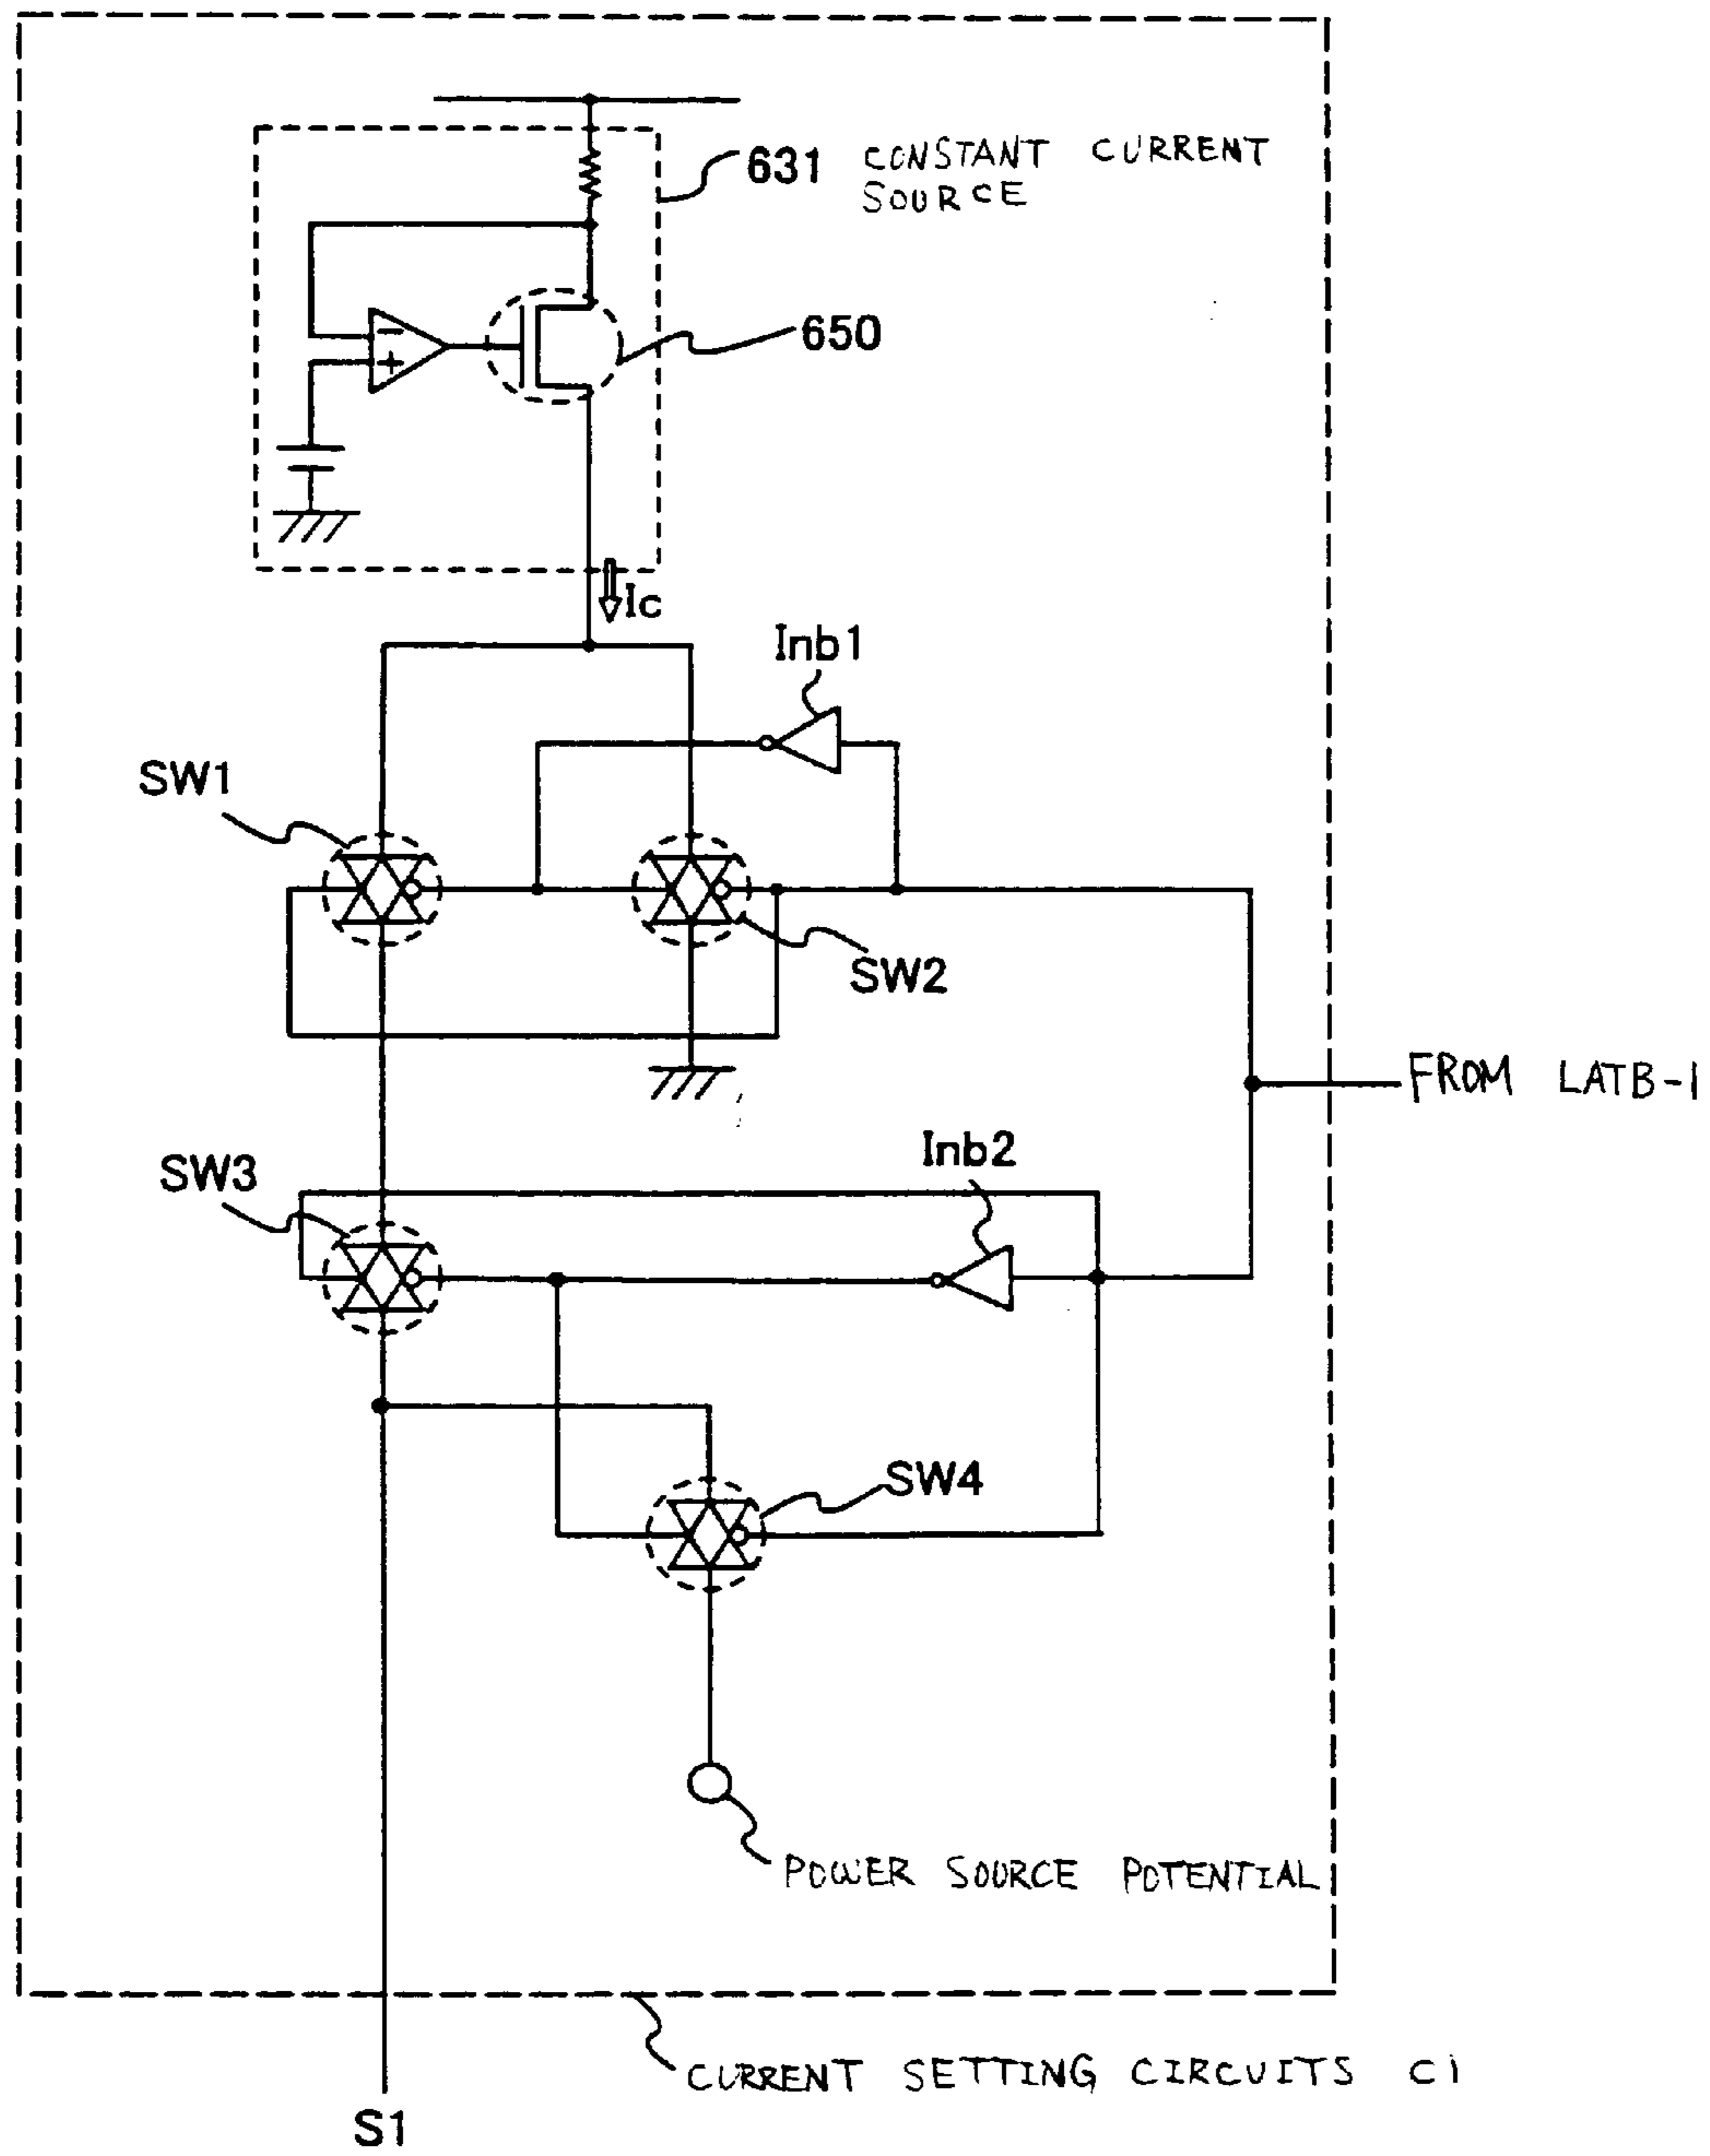 631 CONSTANT CURRENT
SOURCE
−
+
650
Ic
Inb1
SW1
SW2
FROM LATB-1
Inb2
SW3
SW4
POWER SOURCE POTENTIAL
CURRENT SETTING CIRCUITS C1
S1